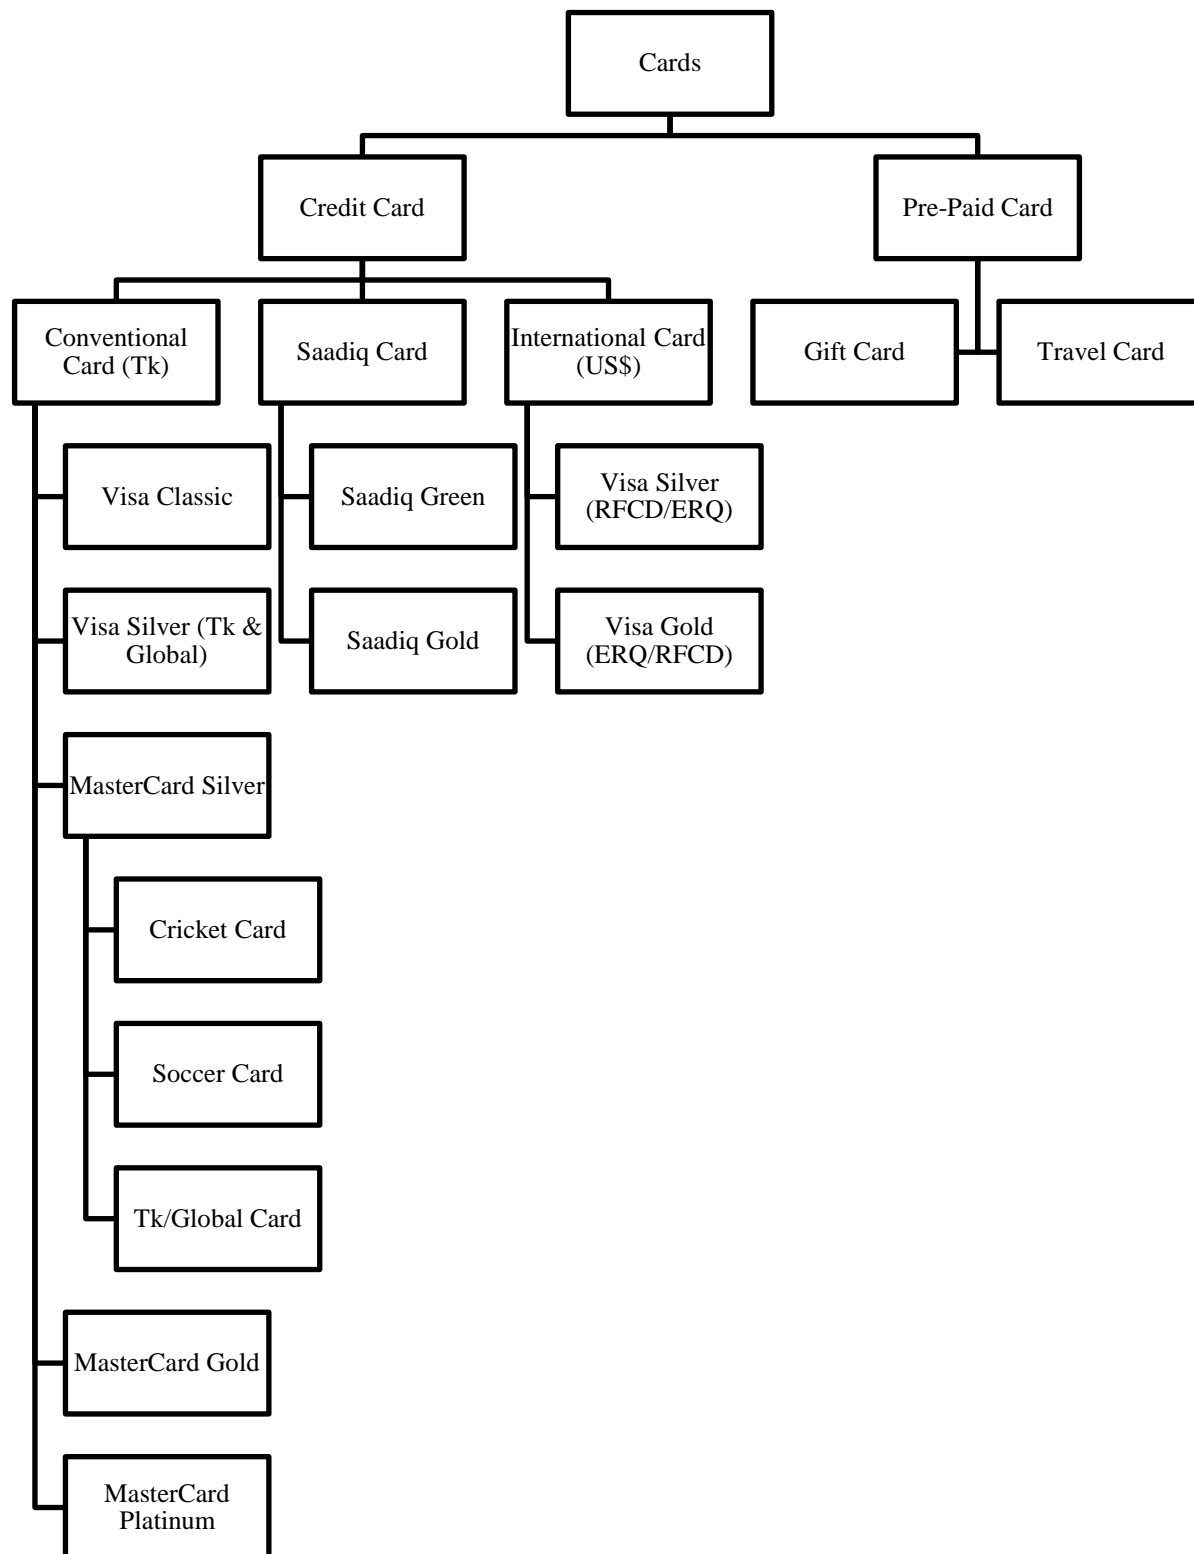 Cards
Credit Card
Pre-Paid Card
Conventional
Card (Tk)
Saadiq Card
International Card
(US$)
Gift Card
Travel Card
Visa Classic
Saadiq Green
Visa Silver
(RFCD/ERQ)
Visa Silver (Tk &
Global)
Saadiq Gold
Visa Gold
(ERQ/RFCD)
MasterCard Silver
Cricket Card
Soccer Card
Tk/Global Card
MasterCard Gold
MasterCard
Platinum